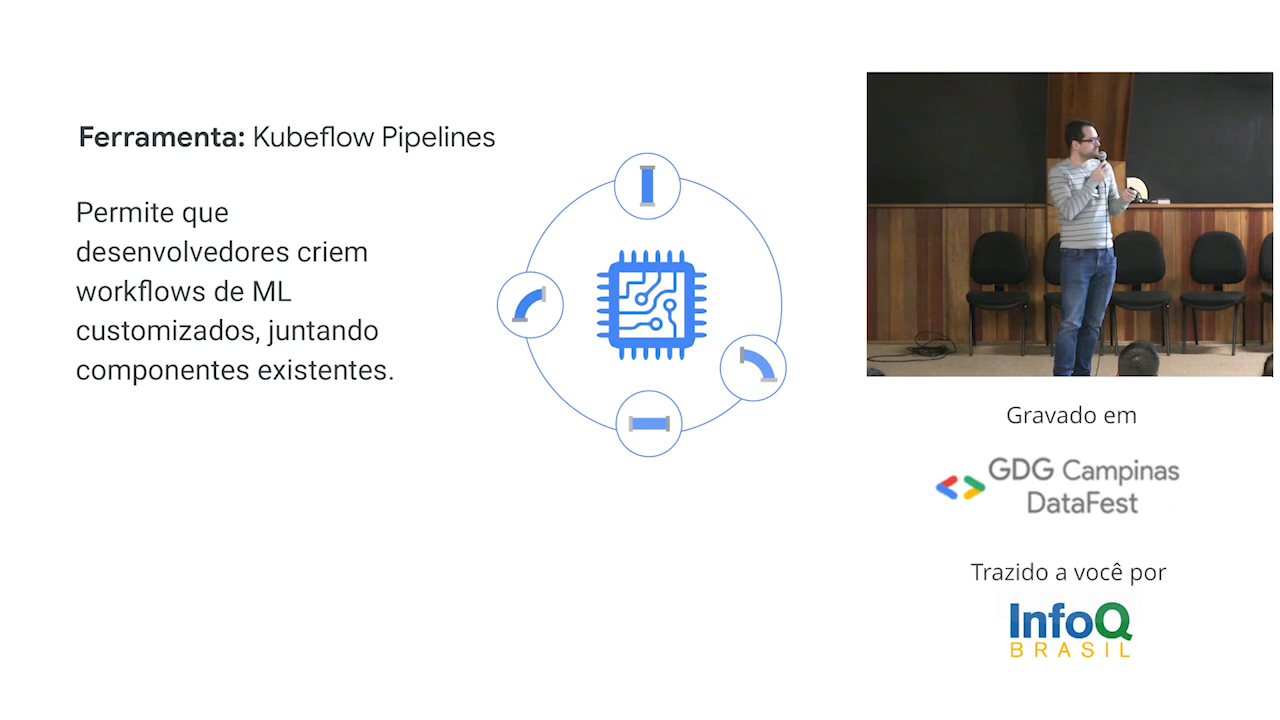 Ferramenta: Kubeflow Pipelines
Permite que
desenvolvedores criem
workflows de ML
customizados, juntando
componentes existentes.
Gravado em
GDG Campinas
DataFest
Trazido a você por
InfoQ
BRASIL